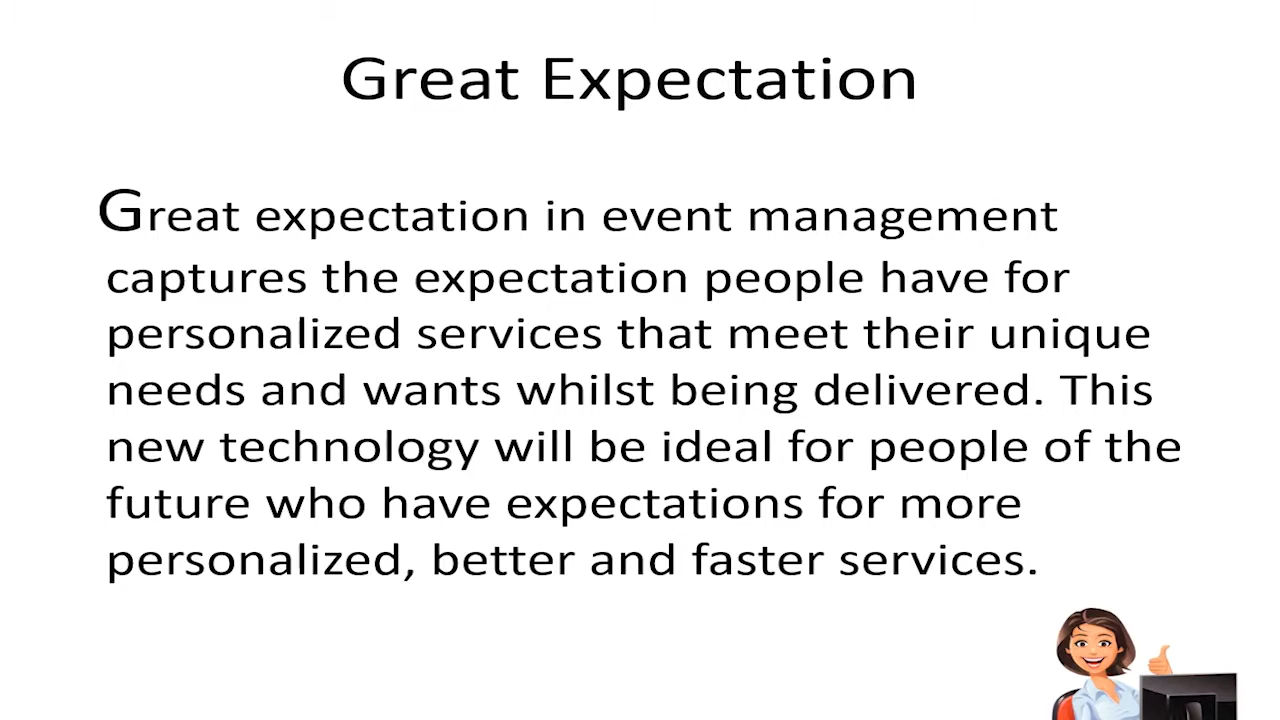 Great Expectation
Great expectation in event management
captures the expectation people have for
personalized services that meet their unique
needs and wants whilst being delivered. This
new technology will be ideal for people of the
future who have expectations for more
personalized, better and faster services.